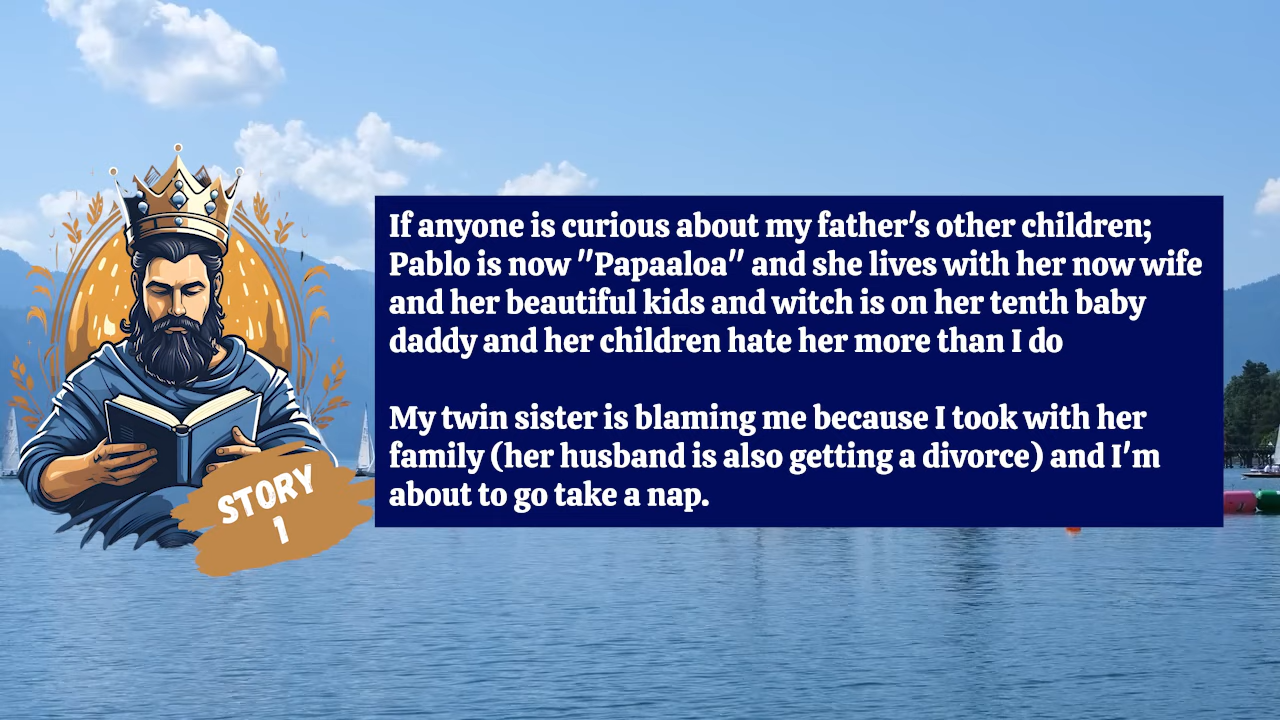 If anyone is curious about my father's other children;
Pablo is now "Papaaloa" and she lives with her now wife
and her beautiful kids and witch is on her tenth baby
daddy and her children hate her more than I do
My twin sister is blaming me because I took with her
family (her husband is also getting a divorce) and I'm
about to go take a nap.
STORY
1